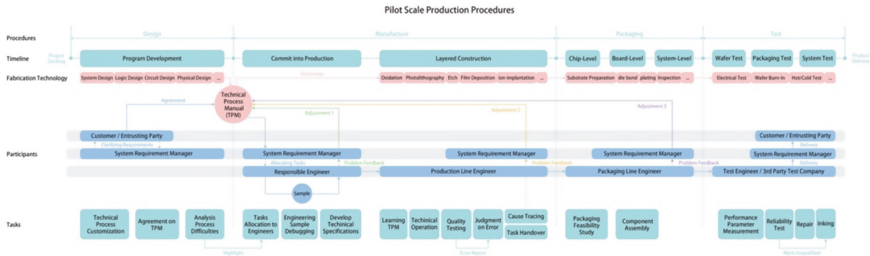 Pilot Scale Production Procedures
Procedures
Design
Manufacture
Packaging
Test
Timeline
Project Docking
Program Development
Commit into Production
Layered Construction
Chip-Level
Board-Level
System-Level
Wafer Test
Packaging Test
System Test
Product Delivery
Fabrication Technology
System Design Logic Design Circuit Design Physical Design ...
Oxidation Photolithography Etch Film Deposition Ion Implantation ...
Substrate Preparation die bond plating Inspection ...
Electrical Test Wafer Burn-In Hot/Cold Test ...
Technical Process Manual (TPM)
Agreement
Adjustment 1
Adjustment 2
Adjustment 3
Participants
Customer / Entrusting Party
Customer / Entrusting Party
Clarifying Requirements
Delivery
System Requirement Manager
System Requirement Manager
System Requirement Manager
System Requirement Manager
System Requirement Manager
Allocating Tasks
Problem Feedback
Problem Feedback
Problem Feedback
Delivery
Responsible Engineer
Production Line Engineer
Packaging Line Engineer
Test Engineer / 3rd Party Test Company
Sample
Tasks
Technical Process Customization
Agreement on TPM
Analysis Process Difficulties
Tasks Allocation to Engineers
Engineering Sample Debugging
Develop Technical Specifications
Learning TPM
Techinical Operation
Quality Testing
Judgment on Error
Cause Tracing
Task Handover
Packaging Feasibility Study
Component Assembly
Performance Parameter Measurement
Reliability Test
Repair
Inking
Highlight
Error Report
Mark Unqualified